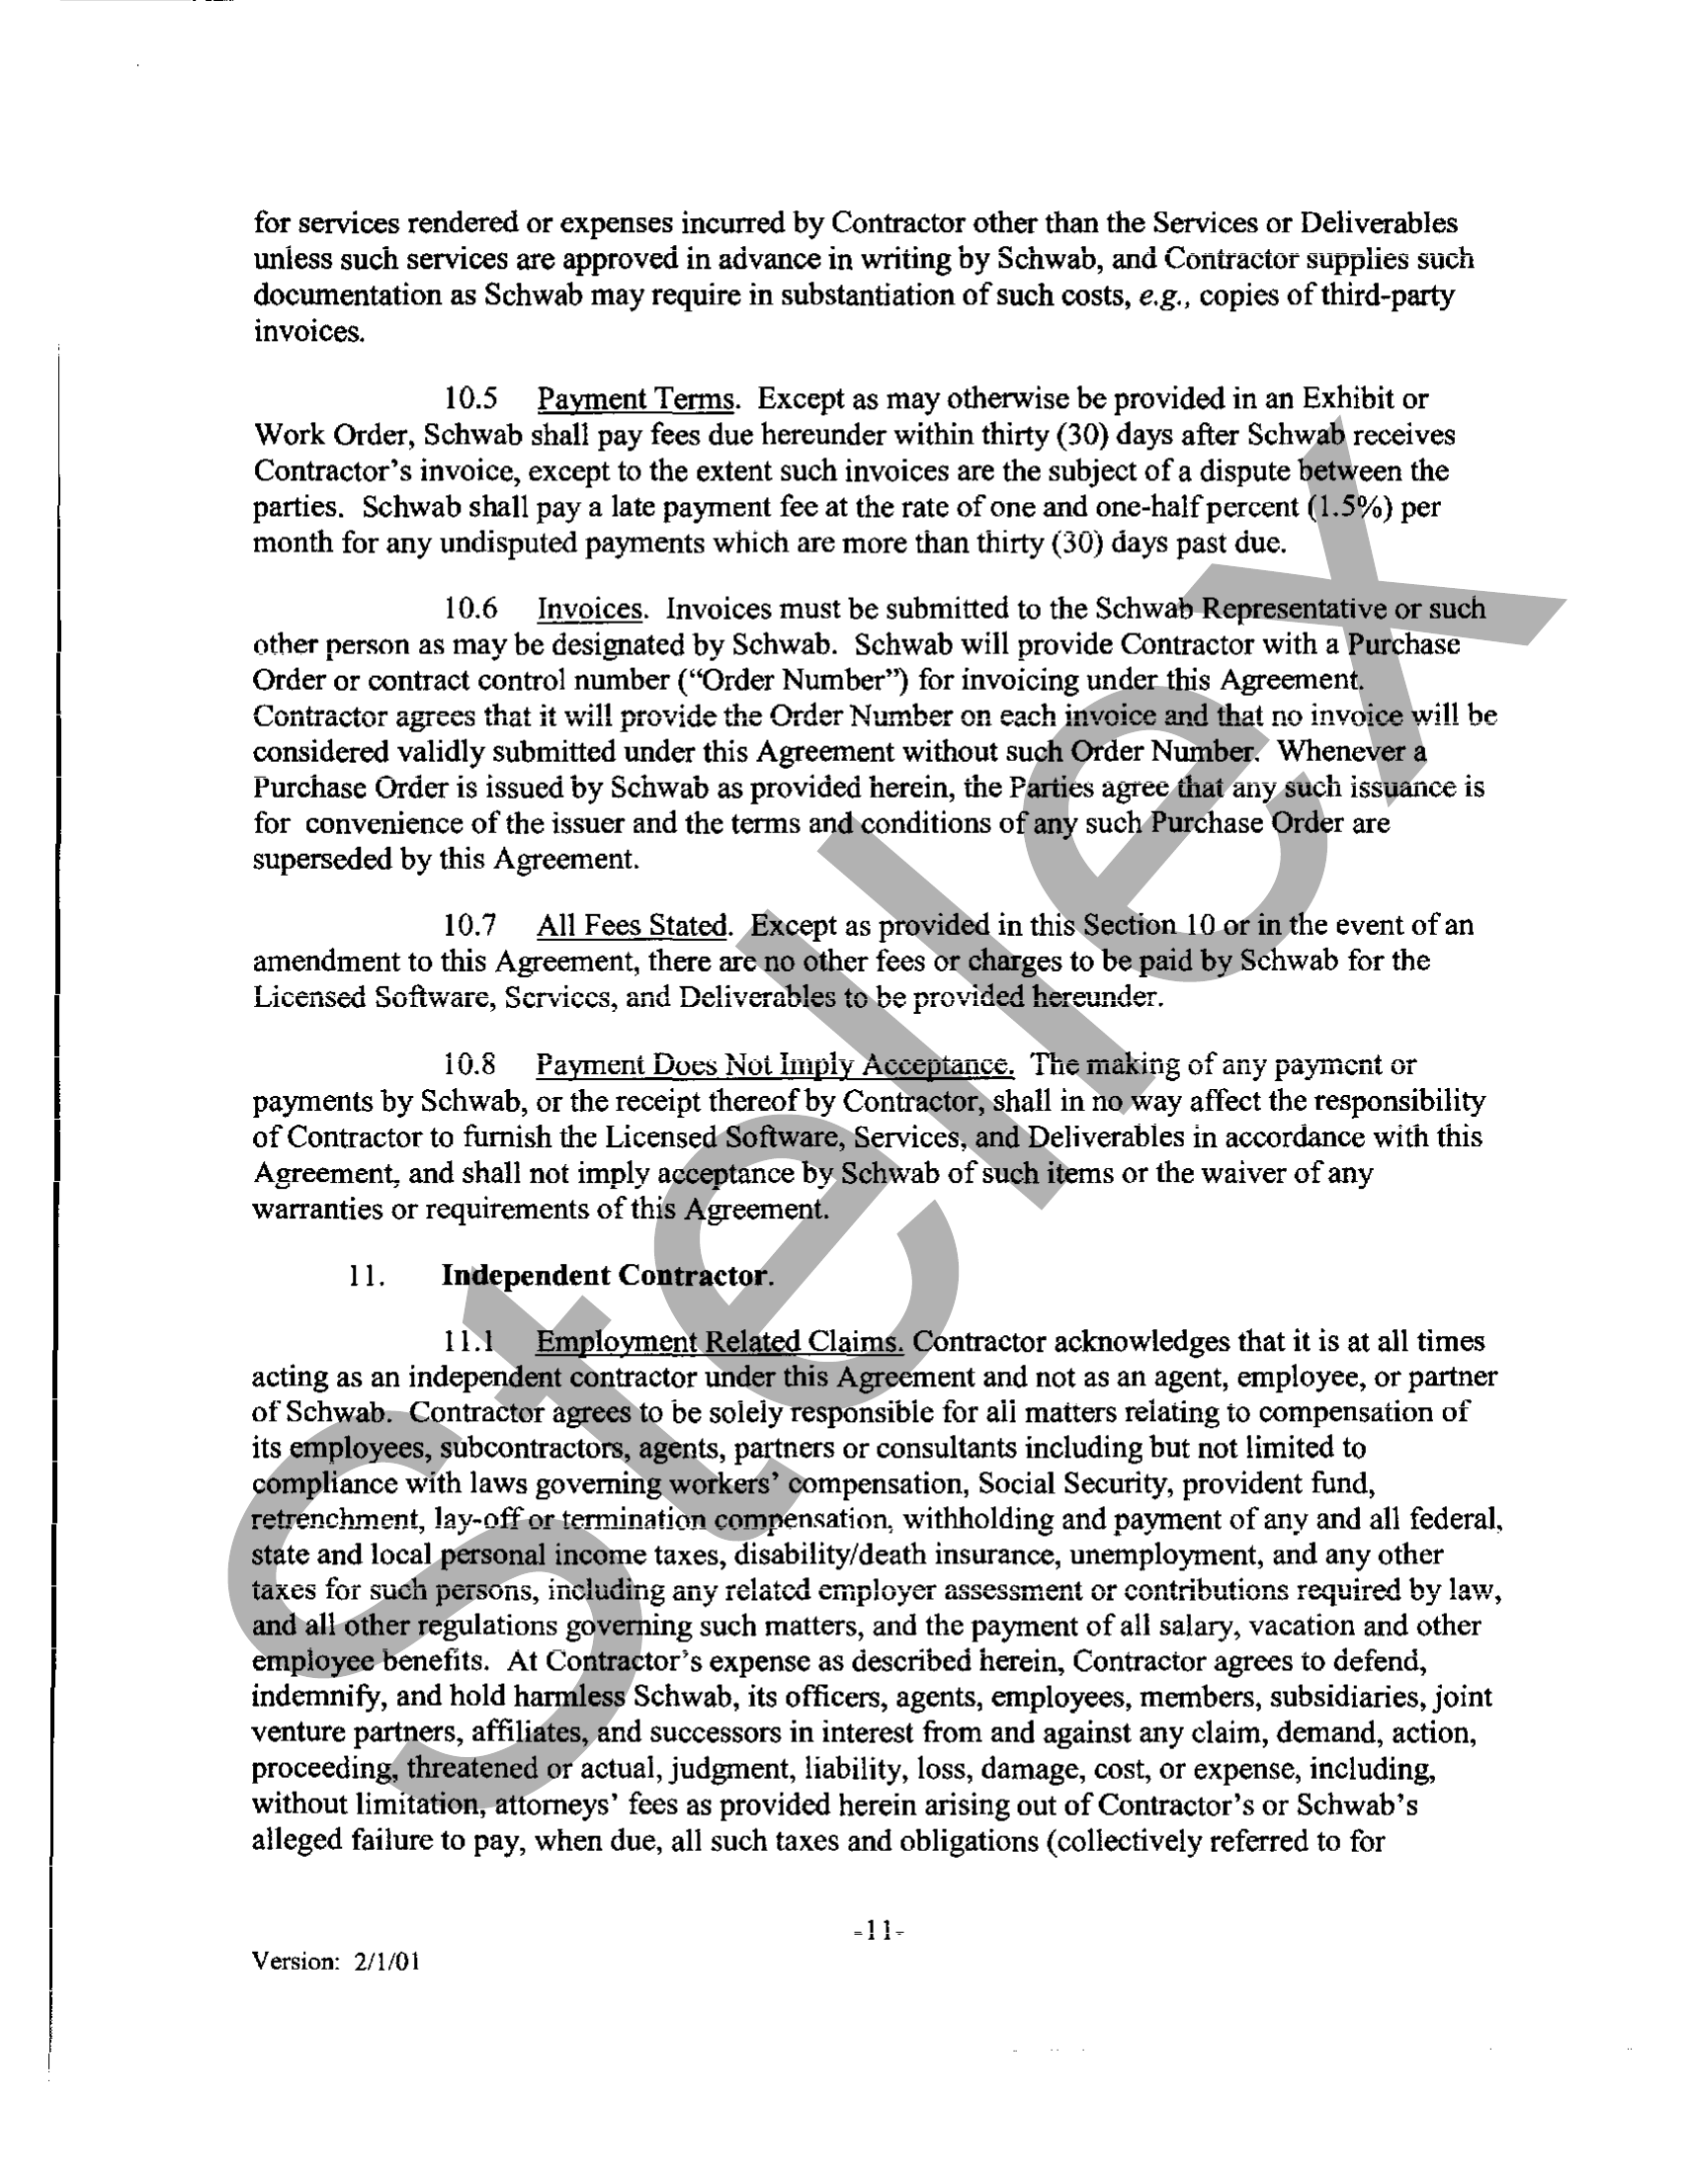 for services rendered or expenses incurred by Contractor other than the Services or Deliverables
unless such services are approved in advance in writing by Schwab, and Contractor supplies such
documentation as Schwab may require in substantiation of such costs, e.g., copies of third-party
invoices.
10.5 Payment Terms. Except as may otherwise be provided in an Exhibit or
Work Order, Schwab shall pay fees due hereunder within thirty (30) days after Schwab receives
Contractor's invoice, except to the extent such invoices are the subject of a dispute between the
parties. Schwab shall pay a late payment fee at the rate of one and one-half percent (1.5%) per
month for any undisputed payments which are more than thirty (30) days past due.
10.6 Invoices. Invoices must be submitted to the Schwab Representative or such
other person as may be designated by Schwab. Schwab will provide Contractor with a Purchase
Order or contract control number ("Order Number") for invoicing under this Agreement.
Contractor agrees that it will provide the Order Number on each invoice and that no invoice will be
considered validly submitted under this Agreement without such Order Number. Whenever a
Purchase Order is issued by Schwab as provided herein, the Parties agree that any such issuance is
for convenience of the issuer and the terms and conditions of any such Purchase Order are
superseded by this Agreement.
10.7 All Fees Stated. Except as provided in this Section 10 or in the event of an
amendment to this Agreement, there are no other fees or charges to be paid by Schwab for the
Licensed Software, Services, and Deliverables to be provided hereunder.
10.8 Payment Does Not Imply Acceptance. The making of any payment or
payments by Schwab, or the receipt thereof by Contractor, shall in no way affect the responsibility
of Contractor to furnish the Licensed Software, Services, and Deliverables in accordance with this
Agreement, and shall not imply acceptance by Schwab of such items or the waiver of any
warranties or requirements of this Agreement.
11. Independent Contractor.
11.1 Employment Related Claims. Contractor acknowledges that it is at all times
acting as an independent contractor under this Agreement and not as an agent, employee, or partner
of Schwab. Contractor agrees to be solely responsible for all matters relating to compensation of
its employees, subcontractors, agents, partners or consultants including but not limited to
compliance with laws governing workers' compensation, Social Security, provident fund,
retrenchment, lay-off or termination compensation, withholding and payment of any and all federal,
state and local personal income taxes, disability/death insurance, unemployment, and any other
taxes for such persons, including any related employer assessment or contributions required by law,
and all other regulations governing such matters, and the payment of all salary, vacation and other
employee benefits. At Contractor's expense as described herein, Contractor agrees to defend,
indemnify, and hold harmless Schwab, its officers, agents, employees, members, subsidiaries, joint
venture partners, affiliates, and successors in interest from and against any claim, demand, action,
proceeding, threatened or actual, judgment, liability, loss, damage, cost, or expense, including,
without limitation, attorneys' fees as provided herein arising out of Contractor's or Schwab's
alleged failure to pay, when due, all such taxes and obligations (collectively referred to for
-11-
Version: 2/1/01
Stellex